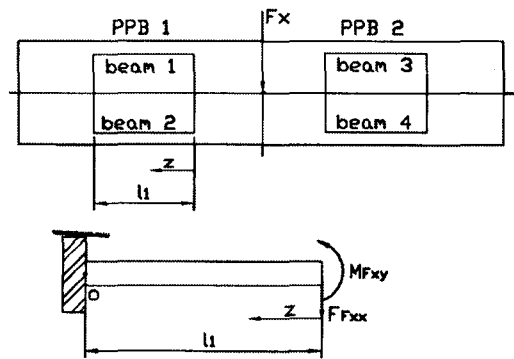 PPB 1 Fx PPB 2
beam 1 beam 3
beam 2 beam 4
z
l1
MFxy
O z FFxx
l1